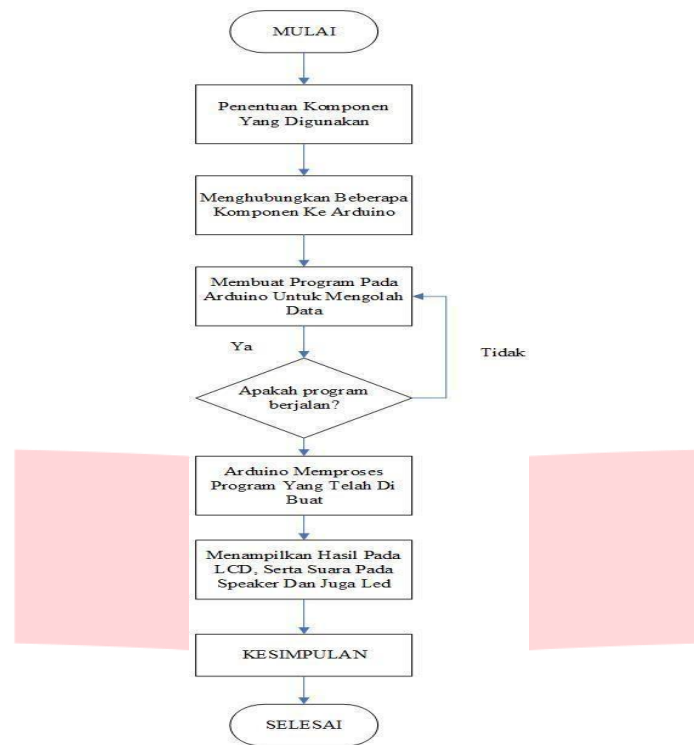 MULAI
Penentuan Komponen
Yang Digunakan
Menghubungkan Beberapa
Komponen Ke Arduino
Membuat Program Pada
Arduino Untuk Mengolah
Data
Ya
Tidak
Apakah program
berjalan?
Arduino Memproses
Program Yang Telah Di
Buat
Menampilkan Hasil Pada
LCD, Serta Suara Pada
Speaker Dan Juga Led
KESIMPULAN
SELESAI